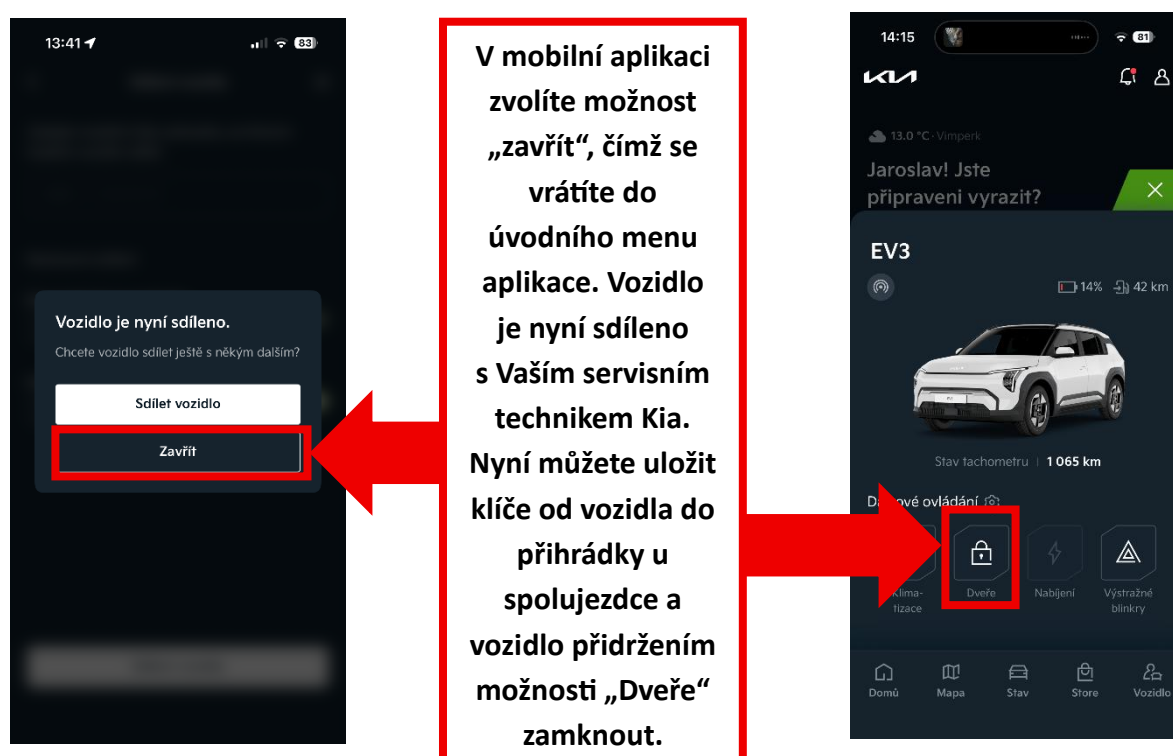 13:41
83
Vozidlo je nyní sdíleno.
Chcete vozidlo sdílet ještě s někým dalším?
Sdílet vozidlo
Zavřít
V mobilní aplikaci
zvolíte možnost
„zavřít“, čímž se
vrátíte do
úvodního menu
aplikace. Vozidlo
je nyní sdíleno
s Vaším servisním
technikem Kia.
Nyní můžete uložit
klíče od vozidla do
přihrádky u
spolujezdce a
vozidlo přidržením
možnosti „Dveře“
zamknout.
14:15
81
KIA
13.0 °C · Vimperk
Jaroslav! Jste
připraveni vyrazit?
EV3
14% 42 km
Stav tachometru | 1 065 km
ovládání
Klima-
tizace
Dveře
Nabíjení
Výstražné
blinkry
Domů
Mapa
Stav
Store
Vozidlo